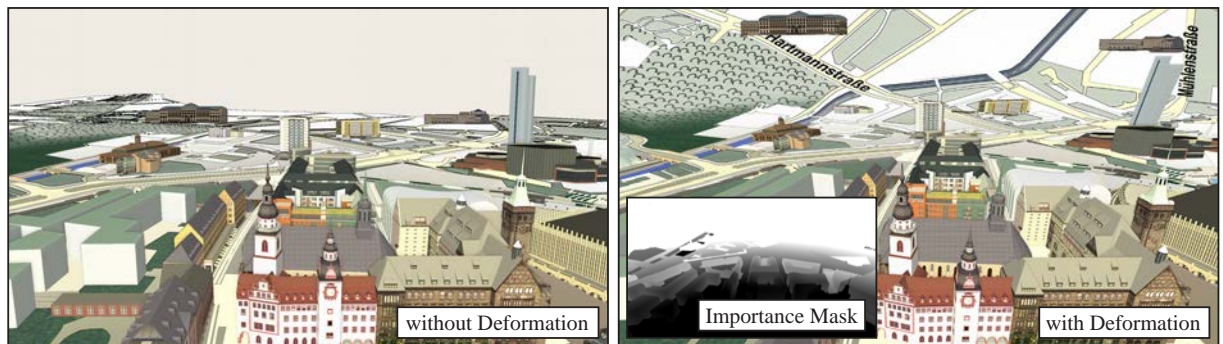 without Deformation
Hartmannstraße
Mühlenstraße
Importance Mask
with Deformation